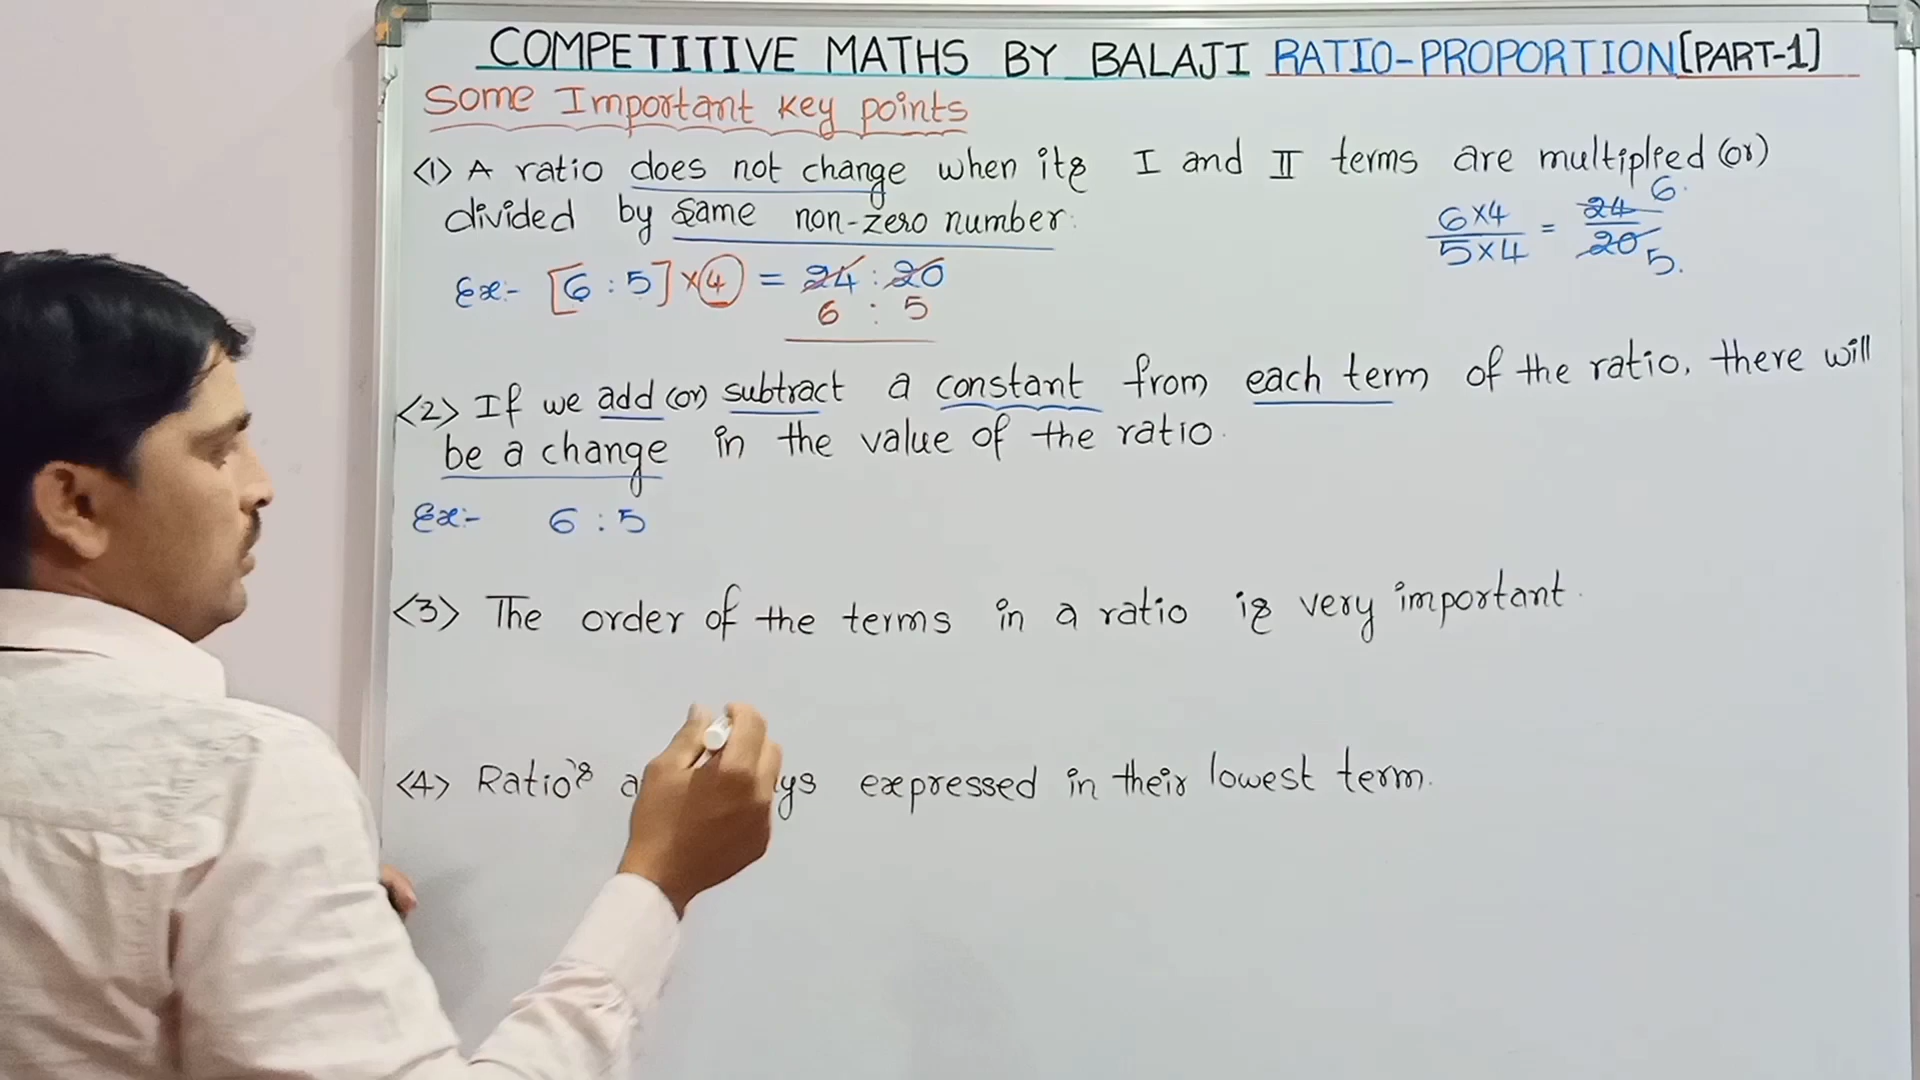 COMPETITIVE MATHS BY BALAJI RATIO-PROPORTION [PART-1]
Some Important key points
<1> A ratio does not change when its I and II terms are multiplied (or)
divided by same non-zero number.
6×4 / 5×4 = 24 / 20 6. 5.
Ex:- [6 : 5] × 4 = 24 : 20
6 : 5
<2> If we add (or) subtract a constant from each term of the ratio, there will
be a change in the value of the ratio.
Ex:- 6 : 5
<3> The order of the terms in a ratio is very important.
<4> Ratio's expressed in their lowest term.